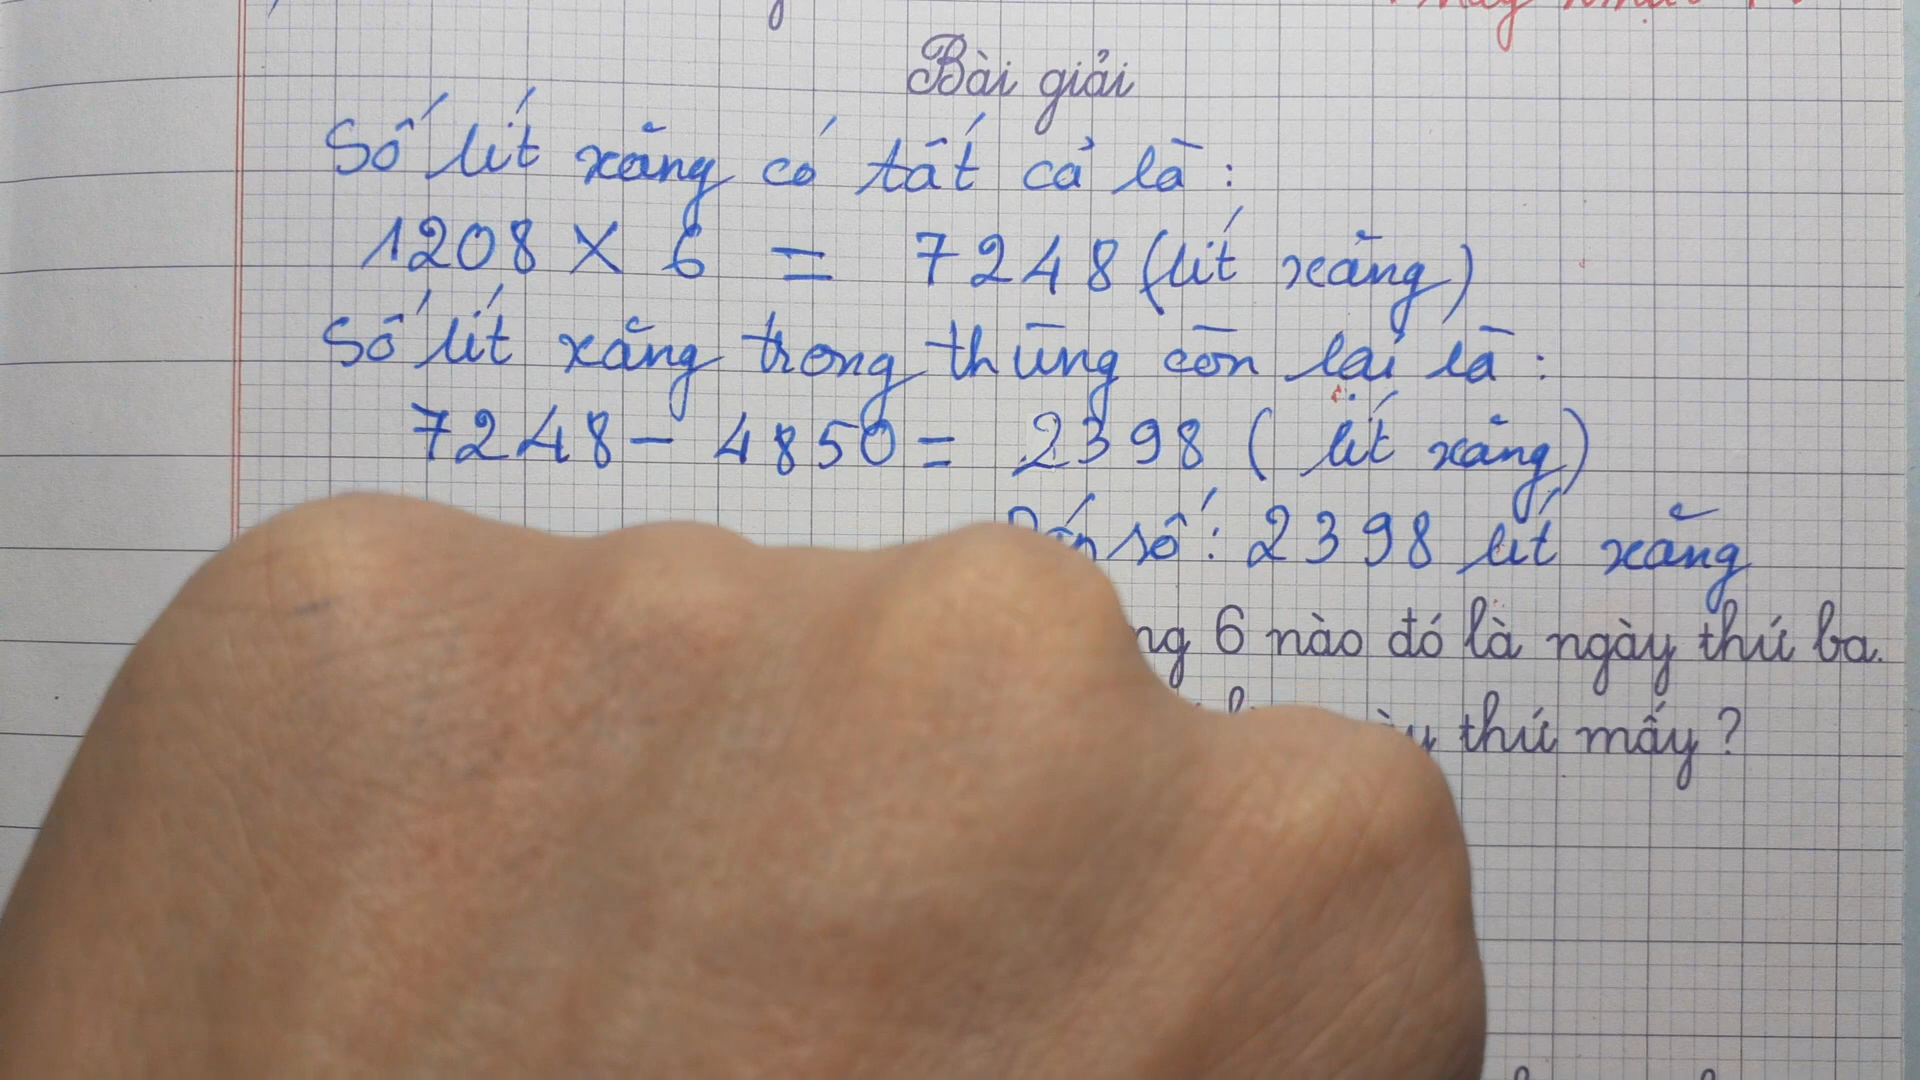 Bài giải
Số lít xăng có tất cả là:
1208 × 6 = 7248 (lít xăng)
Số lít xăng trong thùng còn lại là:
7248 - 4850 = 2398 (lít xăng)
số: 2398 lít xăng
6 nào đó là ngày thứ ba.
thứ mấy?